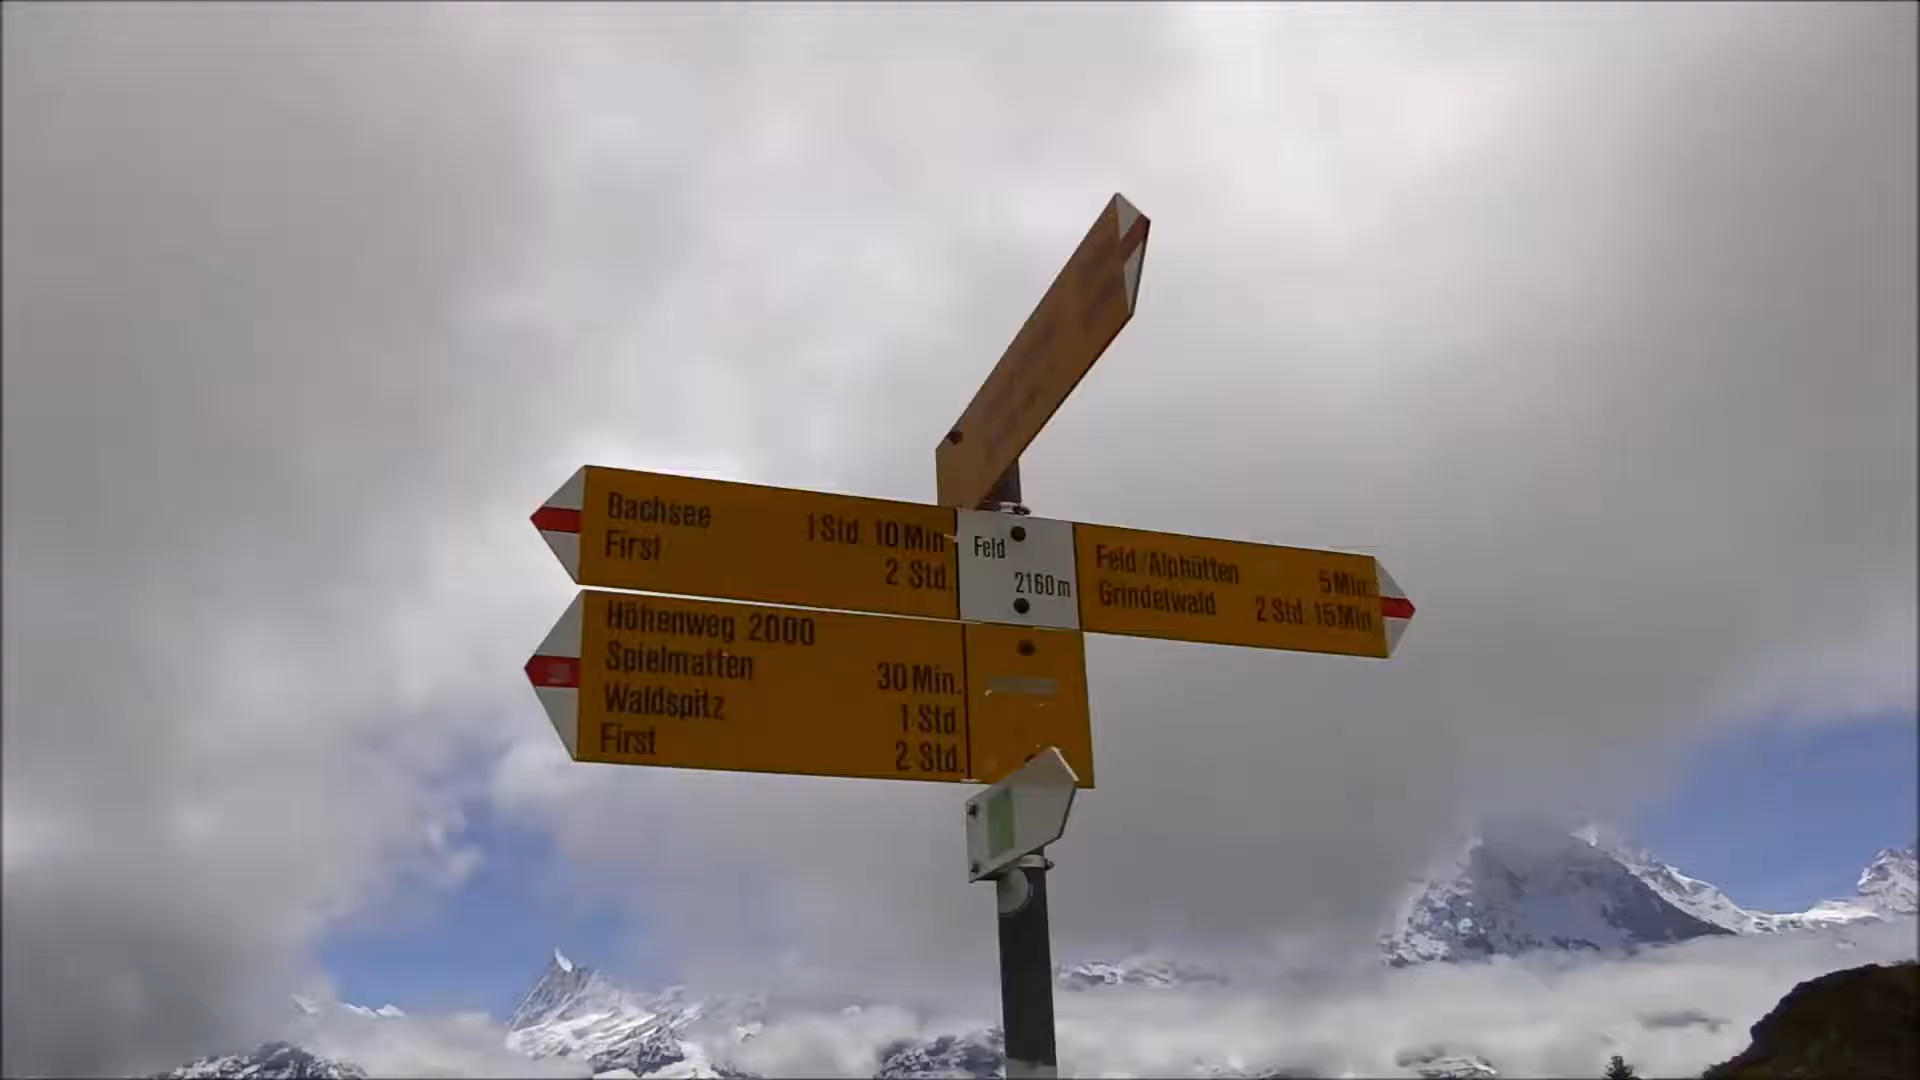 Bachsee 1 Std. 10 Min.
First 2 Std.
Feld
2160 m
Feld/Alphütten 5 Min.
Grindelwald 2 Std. 15 Min.
Höhenweg 2000
Spielmatten 30 Min.
Waldspitz 1 Std.
First 2 Std.